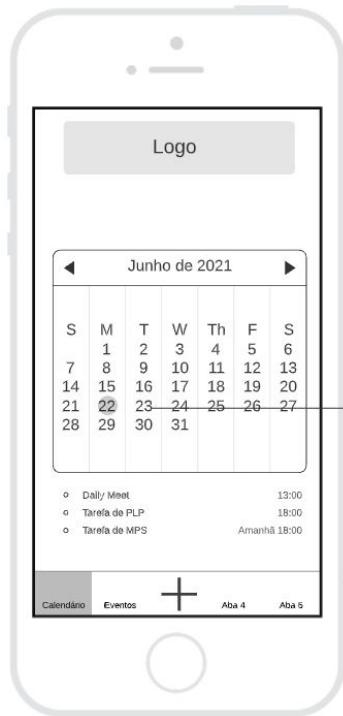 Logo
Junho de 2021
S M T W Th F S
1 2 3 4 5 6
7 8 9 10 11 12 13
14 15 16 17 18 19 20
21 22 23 24 25 26 27
28 29 30 31
Daily Meet 13:00
Tarefa de PLP 18:00
Tarefa de MPS Amanhã 18:00
Calendário Eventos Aba 4 Aba 5